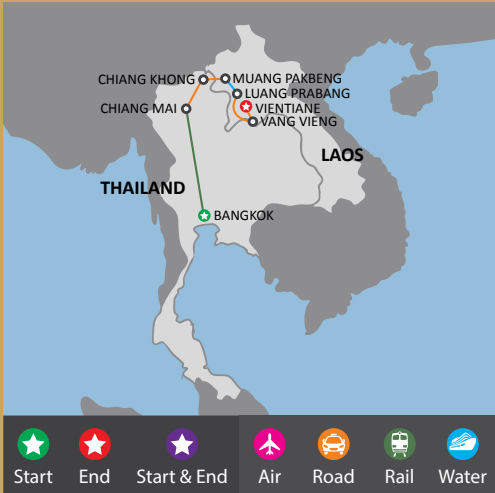 CHIANG KHONG
MUANG PAKBENG
LUANG PRABANG
CHIANG MAI
VIENTIANE
VANG VIENG
LAOS
THAILAND
BANGKOK
Start
End
Start & End
Air
Road
Rail
Water